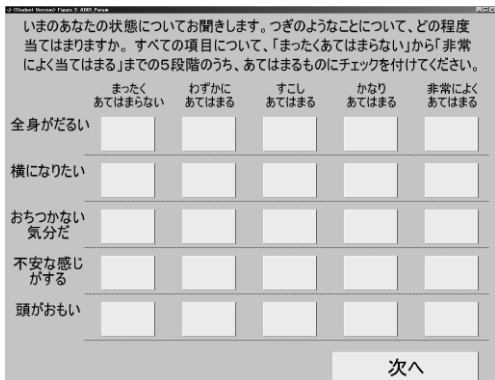 (Student Version) Figure 3: AD01_Panum
いまのあなたの状態についてお聞きします。つぎのようなことについて、どの程度
当てはまりますか。すべての項目について、「まったくあてはまらない」から「非常
によく当てはまる」までの5段階のうち、あてはまるものにチェックを付けてください。
まったく
あてはまらない
わずかに
あてはまる
すこし
あてはまる
かなり
あてはまる
非常によく
あてはまる
全身がだるい
横になりたい
おちつかない
気分だ
不安な感じ
がする
頭がおもい
次へ